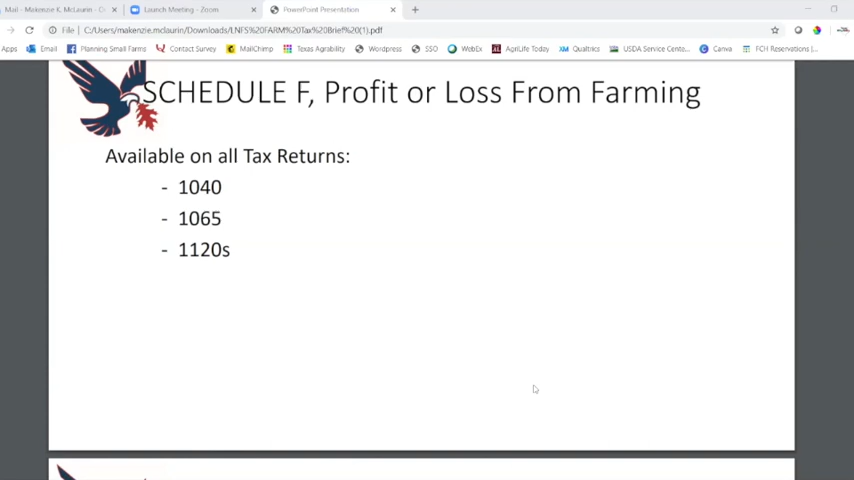 Mail - Makenzie K. McLaurin - O
Launch Meeting - Zoom
PowerPoint Presentation
File | C:/Users/makenzie.mclaurin/Downloads/LNFS%20FARM%20Tax%20Brief%20(1).pdf
Email Planning Small Farms Contact Survey MailChimp Texas Agrability Wordpress SSO WebEx AgriLife Today Qualtrics USDA Service Cente... Canva FCH Reservations (...
SCHEDULE F, Profit or Loss From Farming
Available on all Tax Returns:
- 1040
- 1065
- 1120s